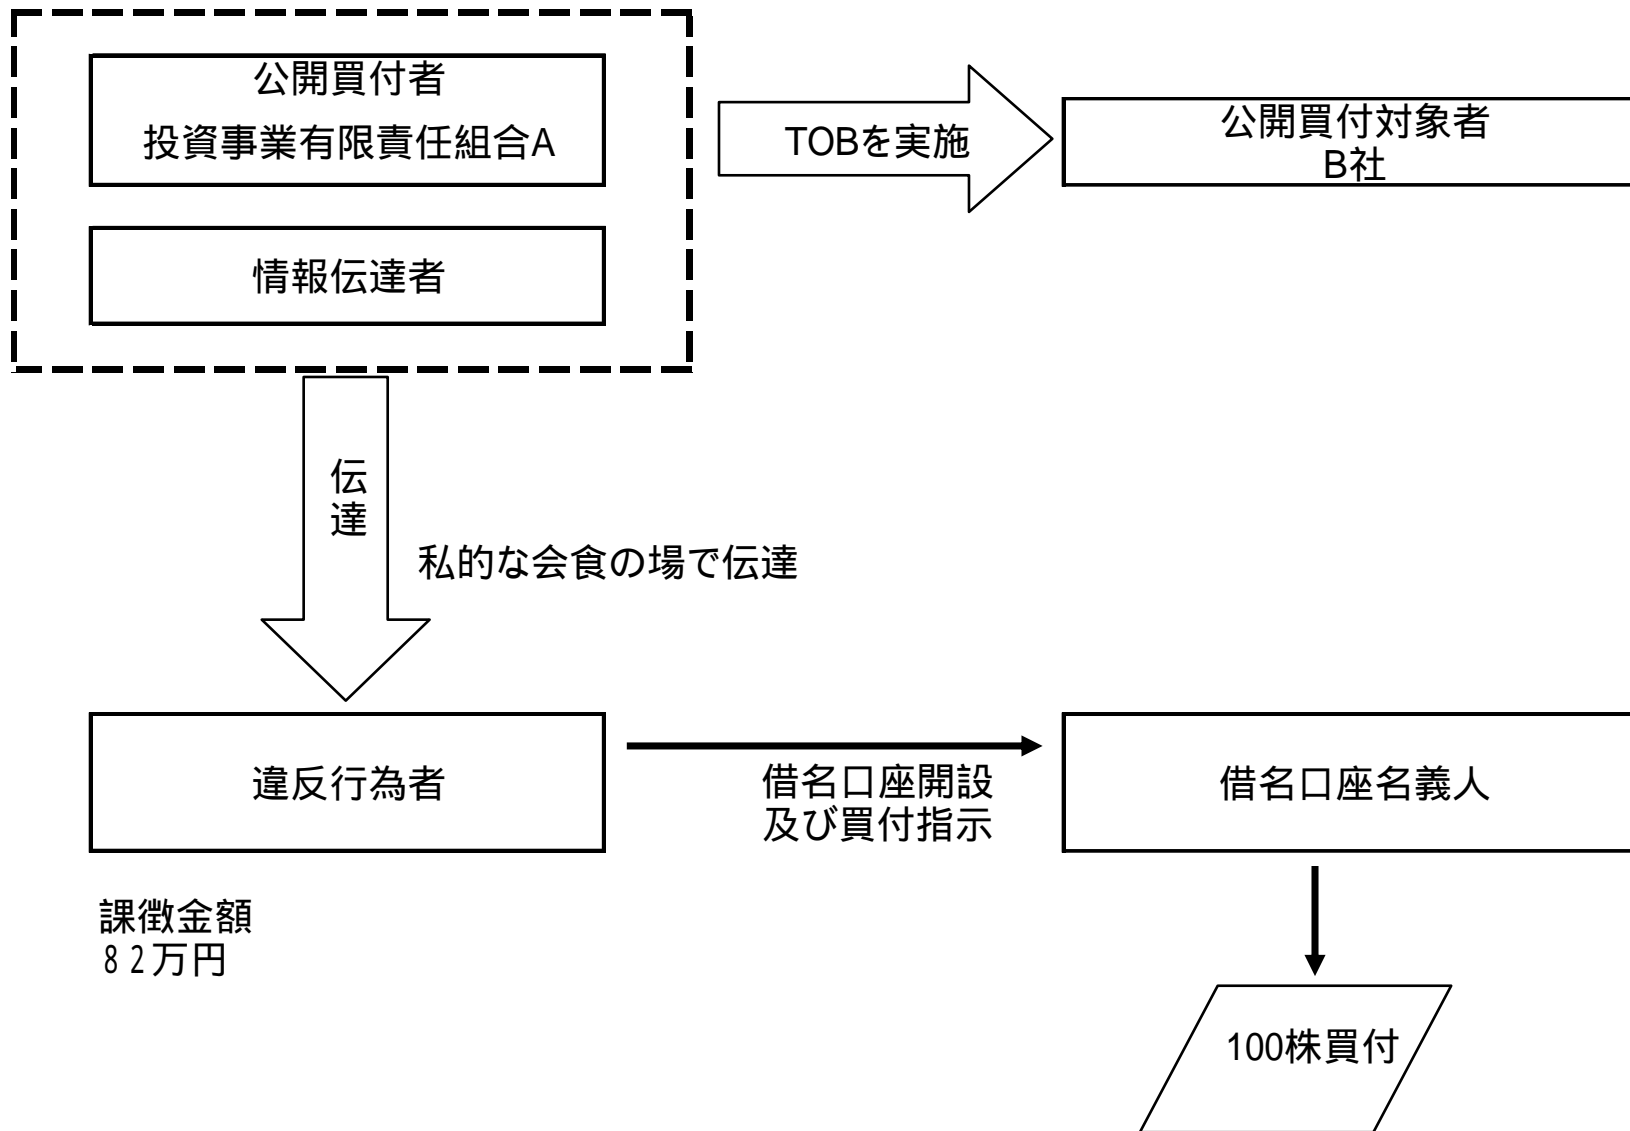 公開買付者
投資事業有限責任組合A
TOBを実施
公開買付対象者
B社
情報伝達者
伝達
私的な会食の場で伝達
違反行為者
借名口座開設
及び買付指示
借名口座名義人
課徴金額
８２万円
100株買付